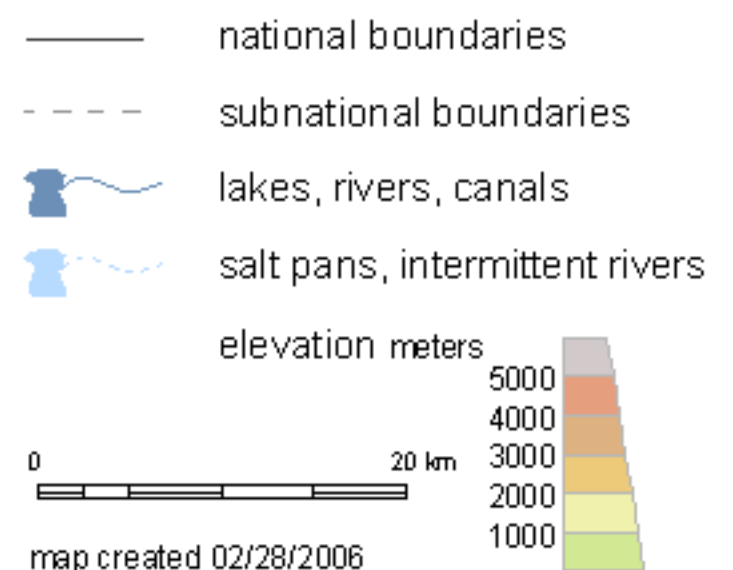 national boundaries
subnational boundaries
lakes, rivers, canals
salt pans, intermittent rivers
elevation meters
5000
4000
3000
2000
1000
0 20 km
map created 02/28/2006